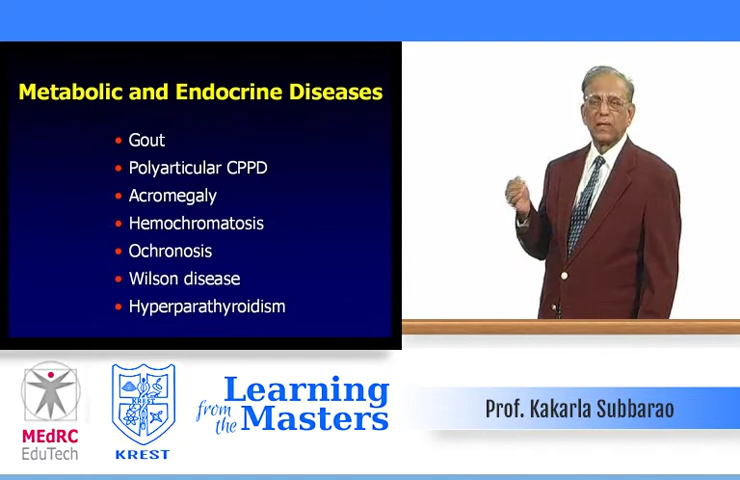 Metabolic and Endocrine Diseases
• Gout
• Polyarticular CPPD
• Acromegaly
• Hemochromatosis
• Ochronosis
• Wilson disease
• Hyperparathyroidism
MEdRC
EduTech
KREST
KREST
Learning
from the
Masters
Prof. Kakarla Subbarao